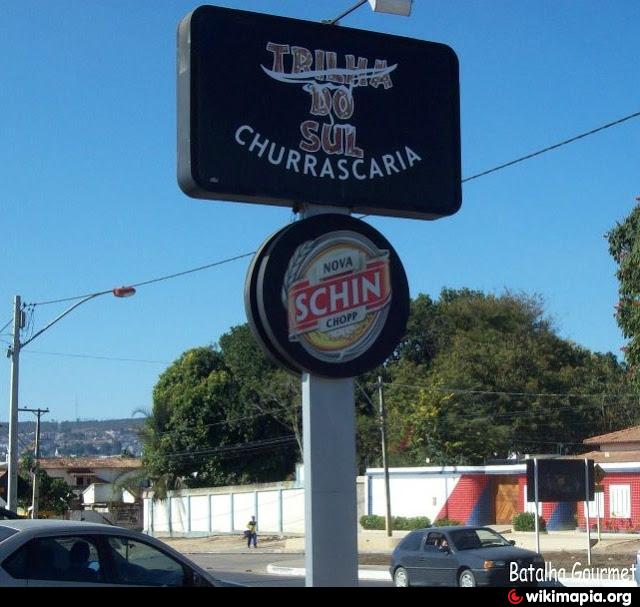 TRILHA
DO
SUL
CHURRASCARIA
NOVA
SCHIN
CHOPP
Batalha Gourmet
wikimapia.org